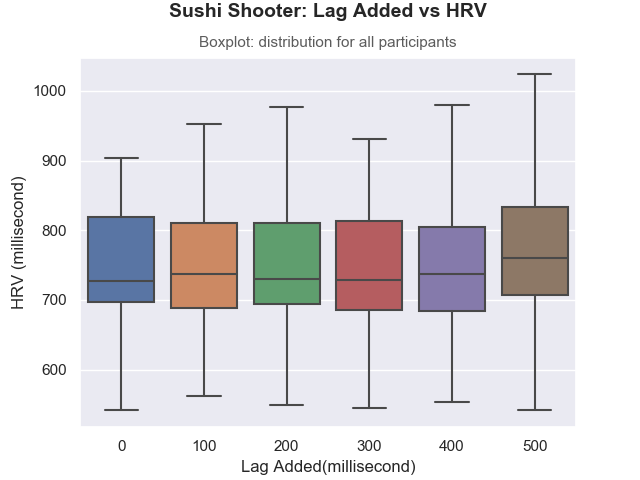 Sushi Shooter: Lag Added vs HRV
Boxplot: distribution for all participants
1000
900
800
700
600
HRV (millisecond)
0 100 200 300 400 500
Lag Added(millisecond)